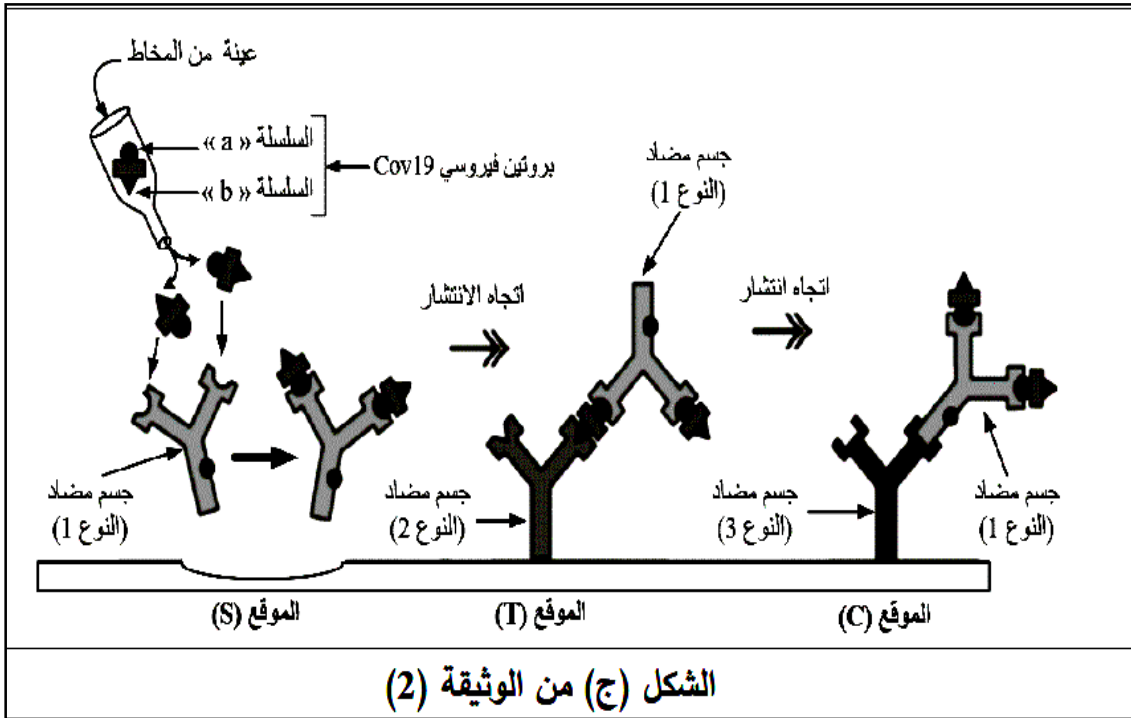 عينة من المخاط
السلسلة « a »
السلسلة « b »
بروتين فيروسي Cov19
جسم مضاد
(النوع 1)
اتجاه الانتشار
اتجاه انتشار
جسم مضاد
(النوع 1)
جسم مضاد
(النوع 2)
جسم مضاد
(النوع 3)
جسم مضاد
(النوع 1)
الموقع (S)
الموقع (T)
الموقع (C)
الشكل (ج) من الوثيقة (2)